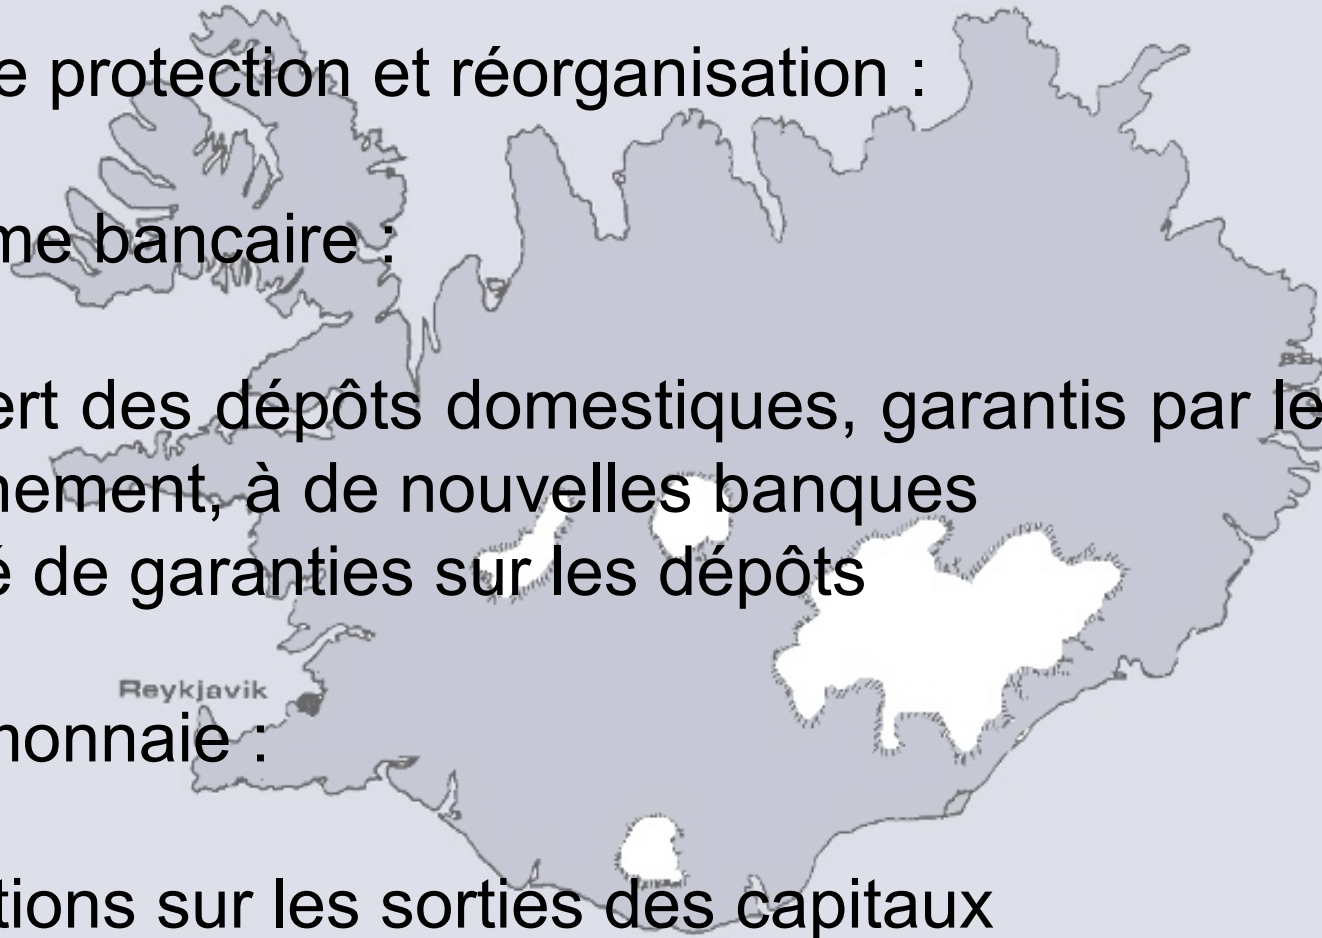 e protection et réorganisation :
me bancaire :
ert des dépôts domestiques, garantis par le
nement, à de nouvelles banques
é de garanties sur les dépôts
Reykjavik
monnaie :
tions sur les sorties des capitaux